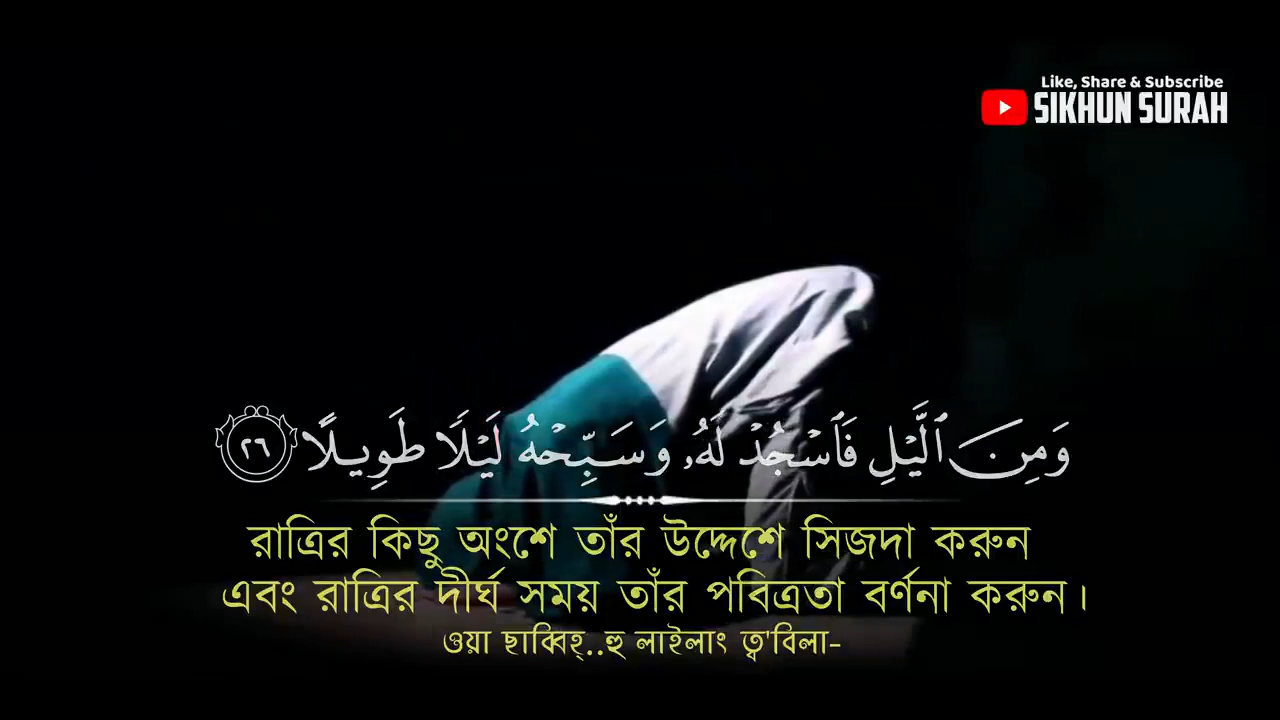 Like, Share & Subscribe
SIKHUN SURAH
وَمِنَ ٱلَّيْلِ فَٱسْجُدْ لَهُۥ وَسَبِّحْهُ لَيْلًا طَوِيلًا ٢٦
রাত্রির কিছু অংশে তাঁর উদ্দেশে সিজদা করুন
এবং রাত্রির দীর্ঘ সময় তাঁর পবিত্রতা বর্ণনা করুন।
ওয়া ছাব্বিহ্..হু লাইলাং ত্ব'বিলা-